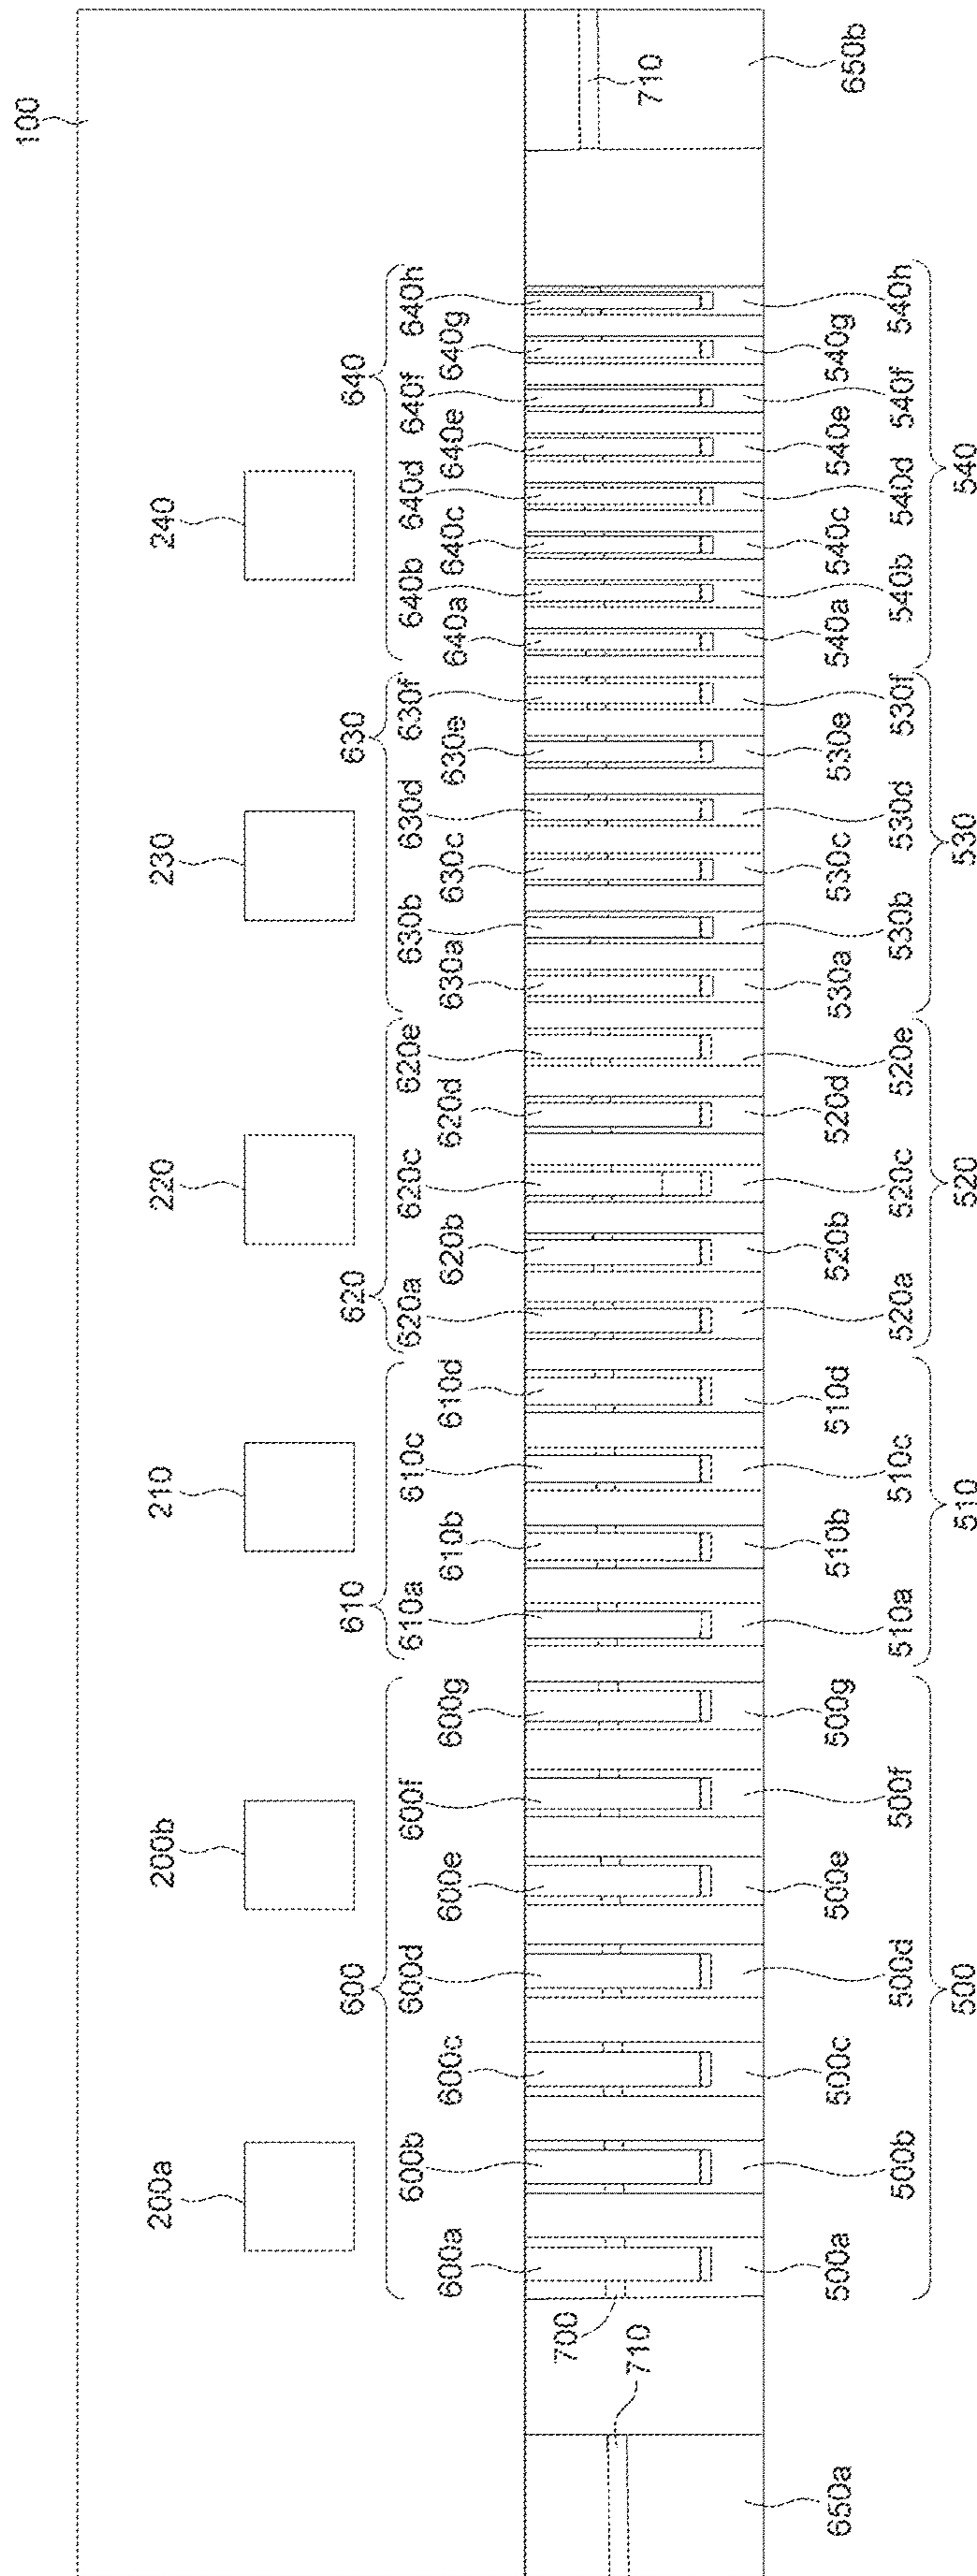 100
200a
200b
210
220
230
240
600
610
620
630
640
600a
600b
600c
600d
600e
600f
600g
610a
610b
610c
610d
620a
620b
620c
620d
620e
630a
630b
630c
630d
630e
630f
640a
640b
640c
640d
640e
640f
640g
640h
700
710
710
650a
500a
500b
500c
500d
500e
500f
500g
510a
510b
510c
510d
520a
520b
520c
520d
520e
530a
530b
530c
530d
530e
530f
540a
540b
540c
540d
540e
540f
540g
540h
650b
500
510
520
530
540